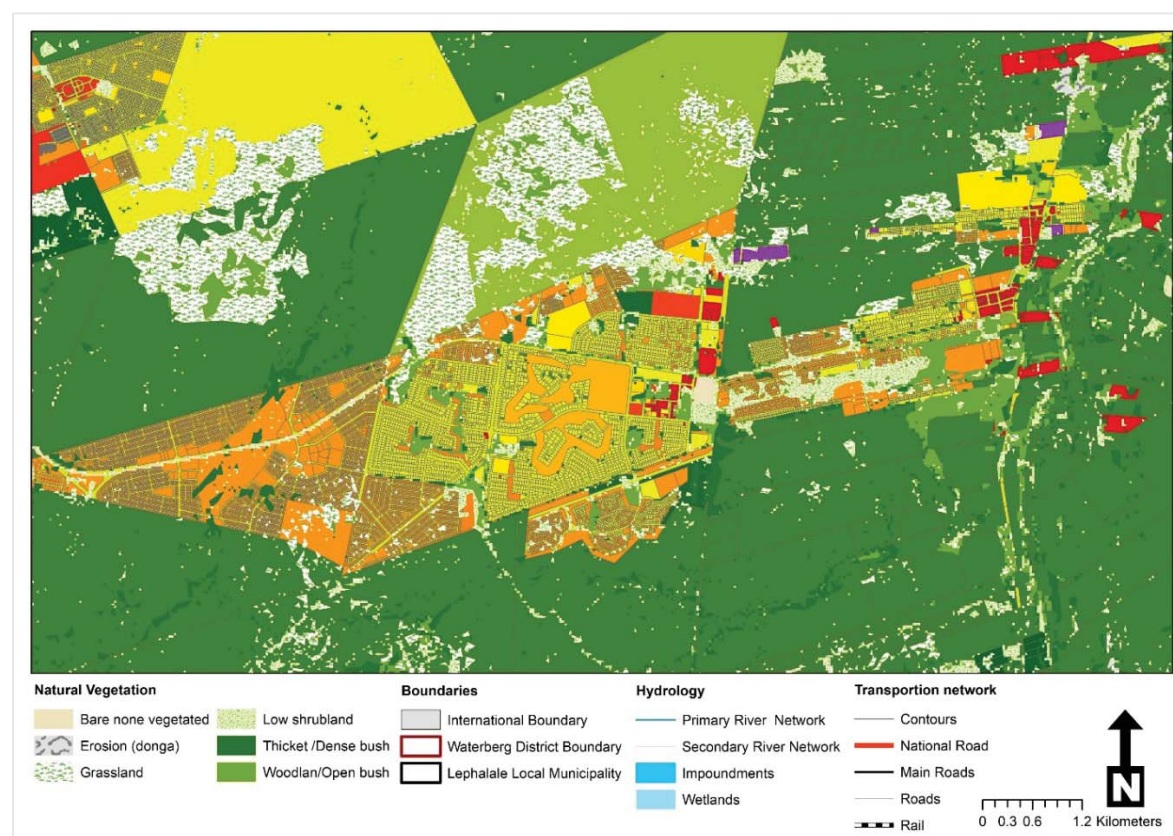 Natural Vegetation
Bare none vegetated
Erosion (donga)
Grassland
Low shrubland
Thicket /Dense bush
Woodlan/Open bush
Boundaries
International Boundary
Waterberg District Boundary
Lephalale Local Municipality
Hydrology
Primary River Network
Secondary River Network
Impoundments
Wetlands
Transportion network
Contours
National Road
Main Roads
Roads
Rail
N
0 0.3 0.6 1.2 Kilometers